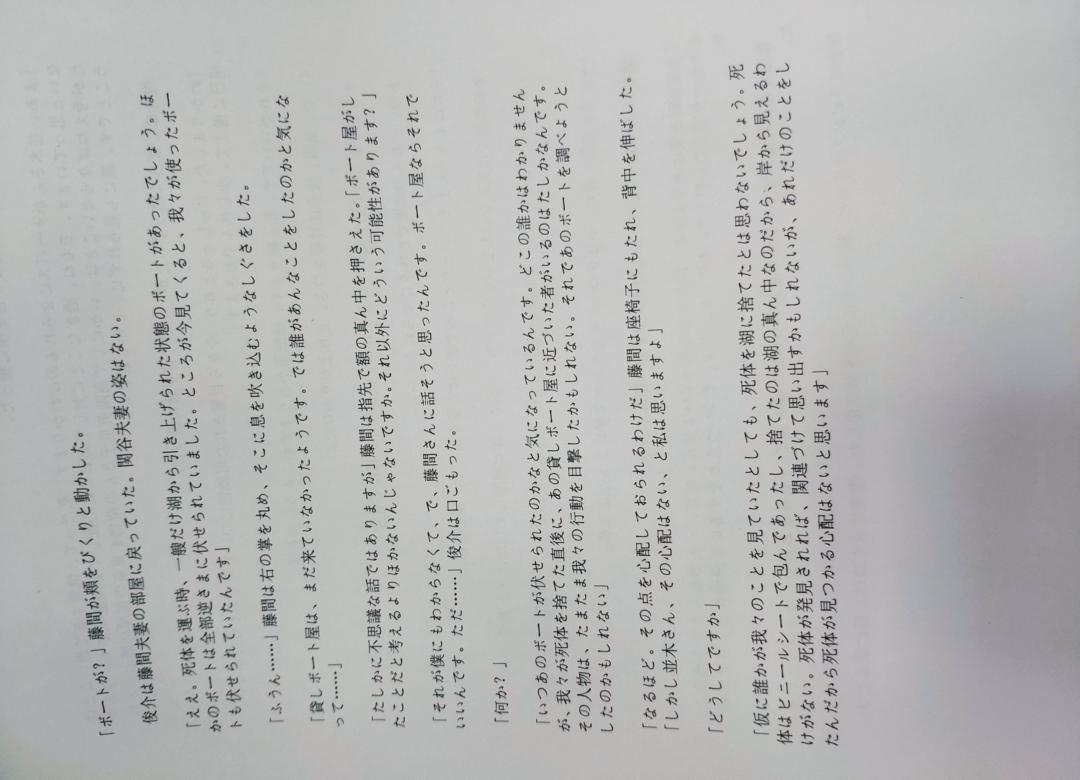 「ボートが？」藤間が頬をぴくりと動かした。
俊介は藤間夫妻の部屋に戻っていた。関谷夫妻の姿はない。
「ええ。死体を運ぶ時、一艘だけ湖から引き上げられた状態のボートがあったでしょう。ほ
かのボートは全部逆さまに伏せられていました。ところが今見てくると、我々が使ったボー
トも伏せられていたんです」
「ふうん……」藤間は右の掌を丸め、そこに息を吹き込むようなしぐさをした。
「貸しボート屋は、まだ来ていなかったようです。では誰があんなことをしたのかと気にな
って……」
「たしかに不思議な話ではありますが」藤間は指先で額の真ん中を押さえた。「ボート屋がし
たことだと考えるよりほかないんじゃないですか。それ以外にどういう可能性があります？」
「それが僕にもわからなくて、で、藤間さんに話そうと思ったんです。ボート屋ならそれで
いいんです。ただ……」俊介は口ごもった。
「何か？」
「いつあのボートが伏せられたのかなと気になっているんです。どこの誰かはわかりません
が、我々が死体を捨てた直後に、あの貸しボート屋に近づいた者がいるのはたしかなんです。
その人物は、たまたま我々の行動を目撃したかもしれない。それであのボートを調べようと
したのかもしれない」
「なるほど。その点を心配しておられるわけだ」藤間は座椅子にもたれ、背中を伸ばした。
「しかし並木さん、その心配はない、と私は思いますよ」
「どうしてですか」
「仮に誰かが我々のことを見ていたとしても、死体を湖に捨てたとは思わないでしょう。死
体はビニールシートで包んであったし、捨てたのは湖の真ん中なのだから、岸から見えるわ
けがない。死体が発見されれば、関連づけて思い出すかもしれないが、あれだけのことをし
たんだから死体が見つかる心配はないと思います」